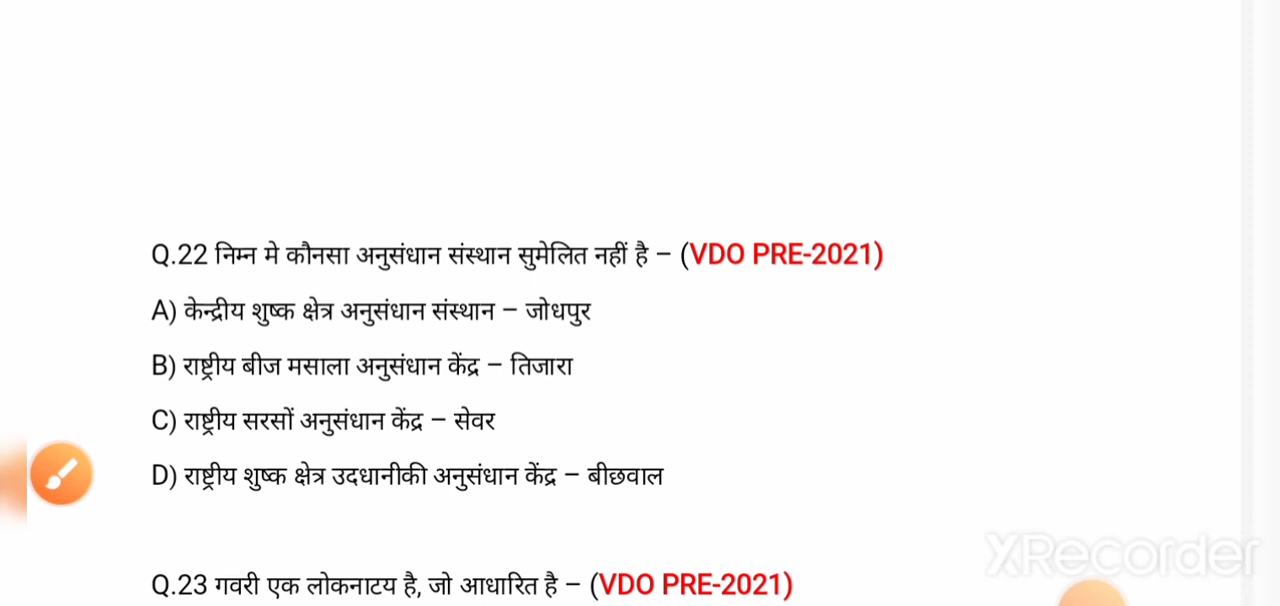 Q.22 निम्न मे कौनसा अनुसंधान संस्थान सुमेलित नहीं है – (VDO PRE-2021)
A) केन्द्रीय शुष्क क्षेत्र अनुसंधान संस्थान – जोधपुर
B) राष्ट्रीय बीज मसाला अनुसंधान केंद्र – तिजारा
C) राष्ट्रीय सरसों अनुसंधान केंद्र – सेवर
D) राष्ट्रीय शुष्क क्षेत्र उदधानीकी अनुसंधान केंद्र – बीछवाल
XRecorder
Q.23 गवरी एक लोकनाटय है, जो आधारित है – (VDO PRE-2021)